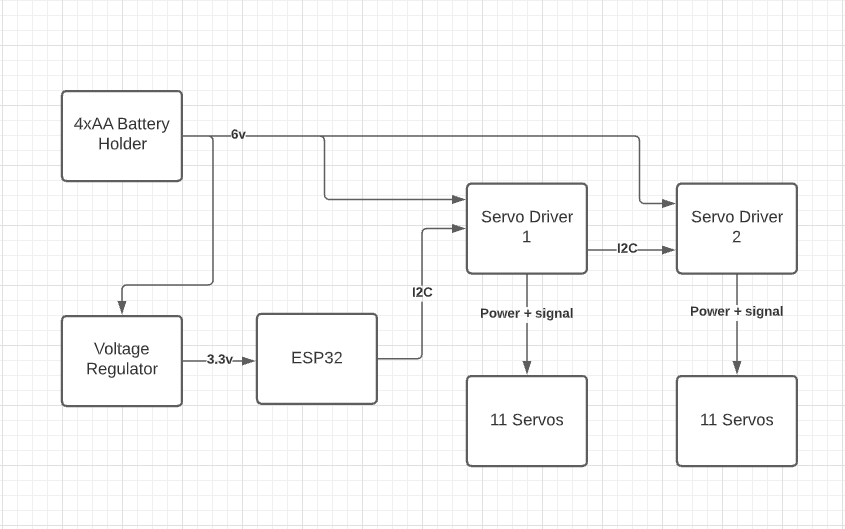 4xAA Battery
Holder
6v
Servo Driver
1
Servo Driver
2
I2C
I2C
Power + signal
Power + signal
Voltage
Regulator
3.3v
ESP32
11 Servos
11 Servos